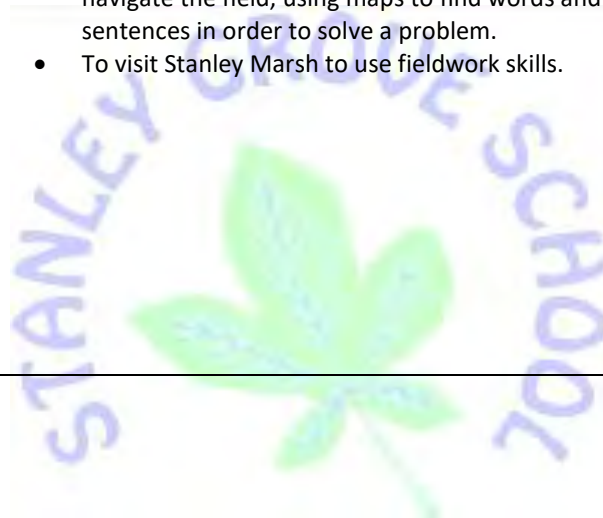 navigate the field, using maps to find words and
sentences in order to solve a problem.
• To visit Stanley Marsh to use fieldwork skills.
STANLEY GROVE SCHOOL